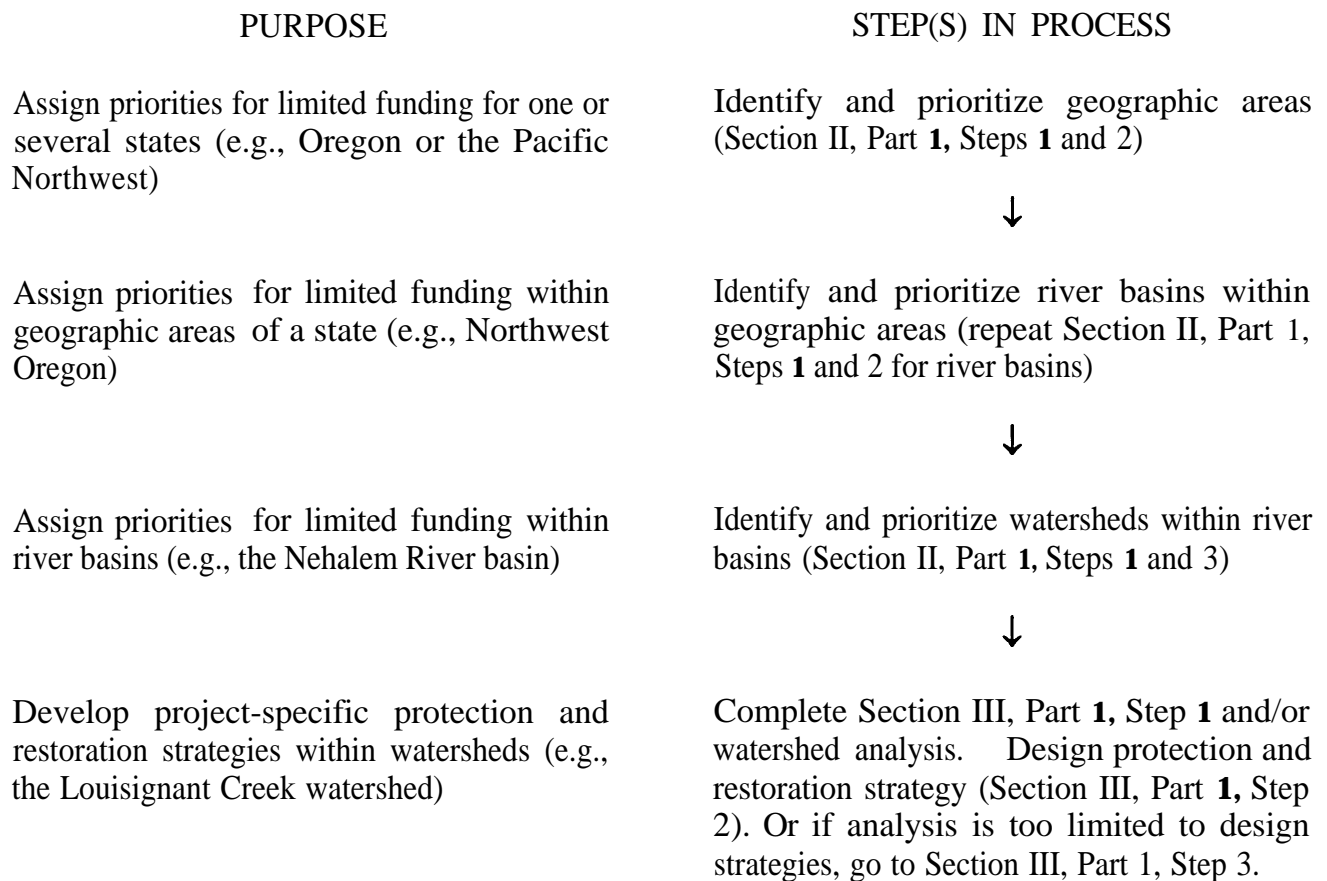 PURPOSE
STEP(S) IN PROCESS
Assign priorities for limited funding for one or
several states (e.g., Oregon or the Pacific
Northwest)
Identify and prioritize geographic areas
(Section II, Part 1, Steps 1 and 2)
↓
Assign priorities for limited funding within
geographic areas of a state (e.g., Northwest
Oregon)
Identify and prioritize river basins within
geographic areas (repeat Section II, Part 1,
Steps 1 and 2 for river basins)
↓
Assign priorities for limited funding within
river basins (e.g., the Nehalem River basin)
Identify and prioritize watersheds within river
basins (Section II, Part 1, Steps 1 and 3)
↓
Develop project-specific protection and
restoration strategies within watersheds (e.g.,
the Louisignant Creek watershed)
Complete Section III, Part 1, Step 1 and/or
watershed analysis. Design protection and
restoration strategy (Section III, Part 1, Step
2). Or if analysis is too limited to design
strategies, go to Section III, Part 1, Step 3.